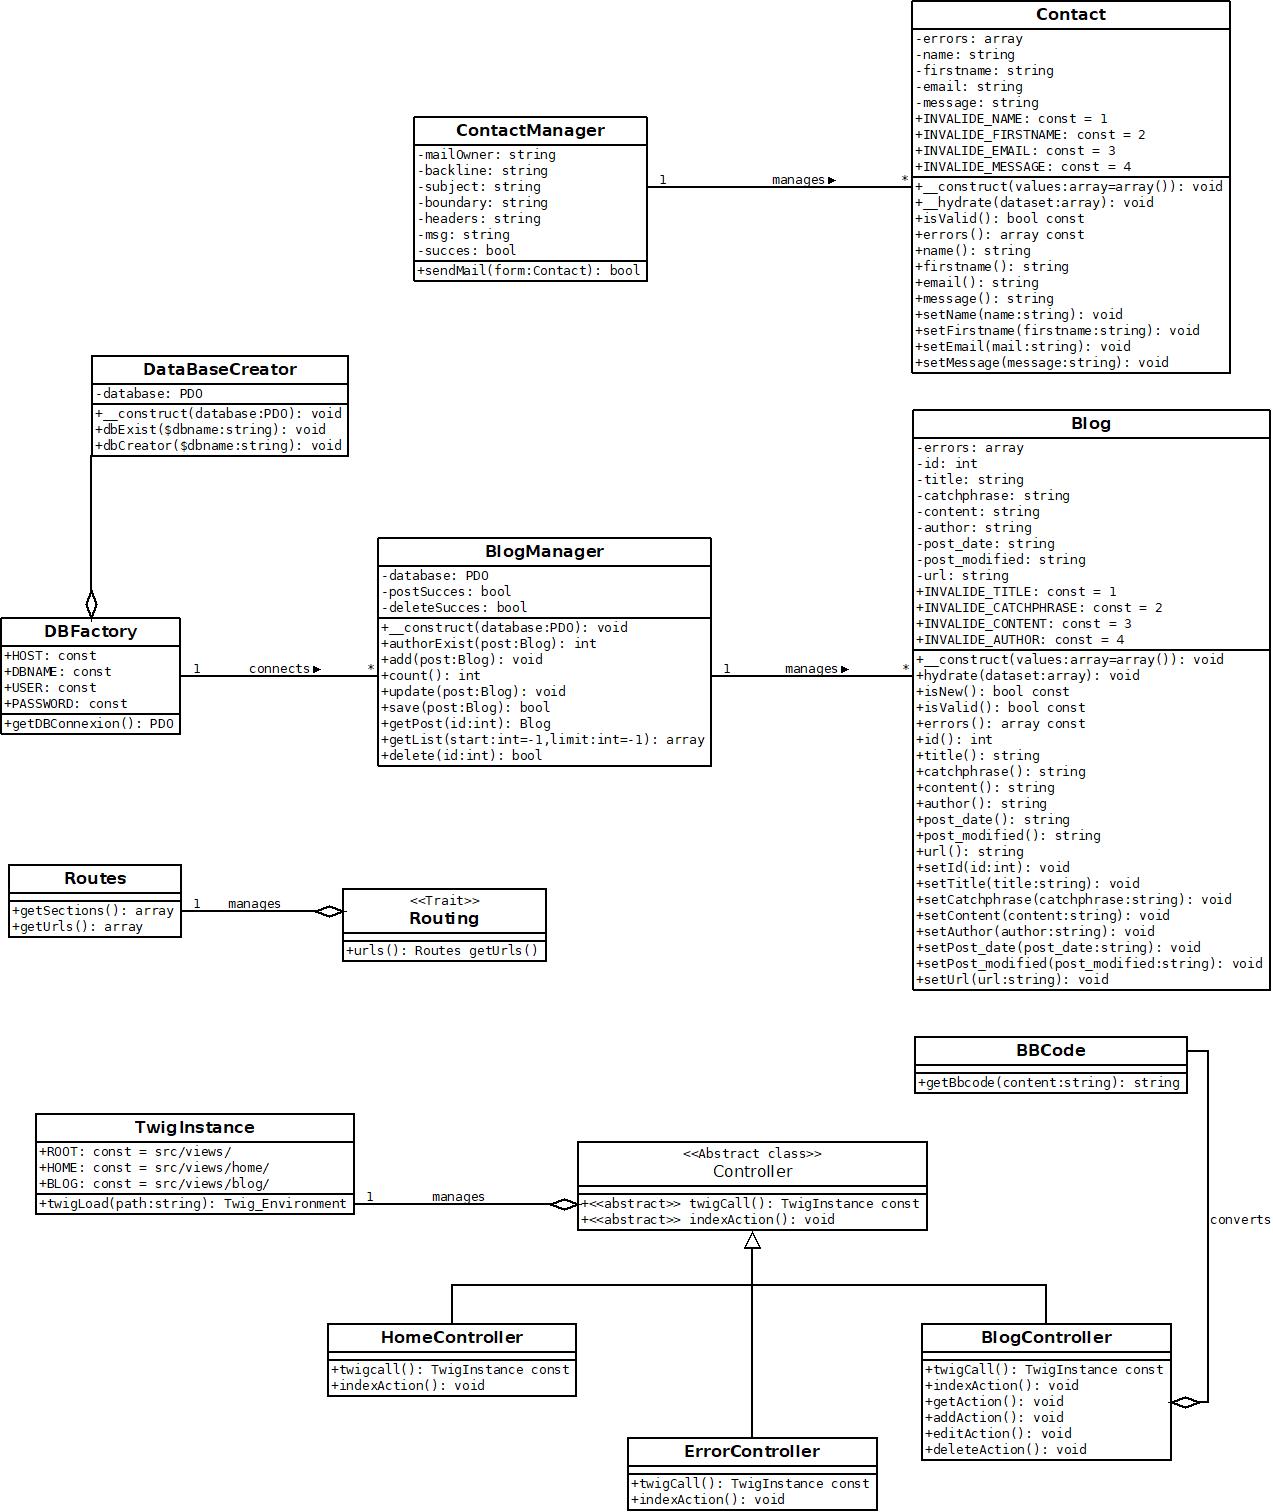 Contact
-errors: array
-name: string
-firstname: string
-email: string
-message: string
+INVALIDE_NAME: const = 1
+INVALIDE_FIRSTNAME: const = 2
+INVALIDE_EMAIL: const = 3
+INVALIDE_MESSAGE: const = 4
+__construct(values:array=array()): void
+__hydrate(dataset:array): void
+isValid(): bool const
+errors(): array const
+name(): string
+firstname(): string
+email(): string
+message(): string
+setName(name:string): void
+setFirstname(firstname:string): void
+setEmail(mail:string): void
+setMessage(message:string): void
ContactManager
-mailOwner: string
-backline: string
-subject: string
-boundary: string
-headers: string
-msg: string
-succes: bool
+sendMail(form:Contact): bool
1 manages► *
DataBaseCreator
-database: PDO
+__construct(database:PDO): void
+dbExist($dbname:string): void
+dbCreator($dbname:string): void
DBFactory
+HOST: const
+DBNAME: const
+USER: const
+PASSWORD: const
+getDBConnexion(): PDO
1 connects► *
BlogManager
-database: PDO
-postSucces: bool
-deleteSucces: bool
+__construct(database:PDO): void
+authorExist(post:Blog): int
+add(post:Blog): void
+count(): int
+update(post:Blog): void
+save(post:Blog): bool
+getPost(id:int): Blog
+getList(start:int=-1,limit:int=-1): array
+delete(id:int): bool
1 manages► *
Blog
-errors: array
-id: int
-title: string
-catchphrase: string
-content: string
-author: string
-post_date: string
-post_modified: string
-url: string
+INVALIDE_TITLE: const = 1
+INVALIDE_CATCHPHRASE: const = 2
+INVALIDE_CONTENT: const = 3
+INVALIDE_AUTHOR: const = 4
+__construct(values:array=array()): void
+hydrate(dataset:array): void
+isNew(): bool const
+isValid(): bool const
+errors(): array const
+id(): int
+title(): string
+catchphrase(): string
+content(): string
+author(): string
+post_date(): string
+post_modified(): string
+url(): string
+setId(id:int): void
+setTitle(title:string): void
+setCatchphrase(catchphrase:string): void
+setContent(content:string): void
+setAuthor(author:string): void
+setPost_date(post_date:string): void
+setPost_modified(post_modified:string): void
+setUrl(url:string): void
Routes
+getSections(): array
+getUrls(): array
1 manages
<<Trait>>
Routing
+urls(): Routes getUrls()
BBCode
+getBbcode(content:string): string
converts
TwigInstance
+ROOT: const = src/views/
+HOME: const = src/views/home/
+BLOG: const = src/views/blog/
+twigLoad(path:string): Twig_Environment
1 manages
<<Abstract class>>
Controller
+<<abstract>> twigCall(): TwigInstance const
+<<abstract>> indexAction(): void
HomeController
+twigcall(): TwigInstance const
+indexAction(): void
BlogController
+twigCall(): TwigInstance const
+indexAction(): void
+getAction(): void
+addAction(): void
+editAction(): void
+deleteAction(): void
ErrorController
+twigCall(): TwigInstance const
+indexAction(): void